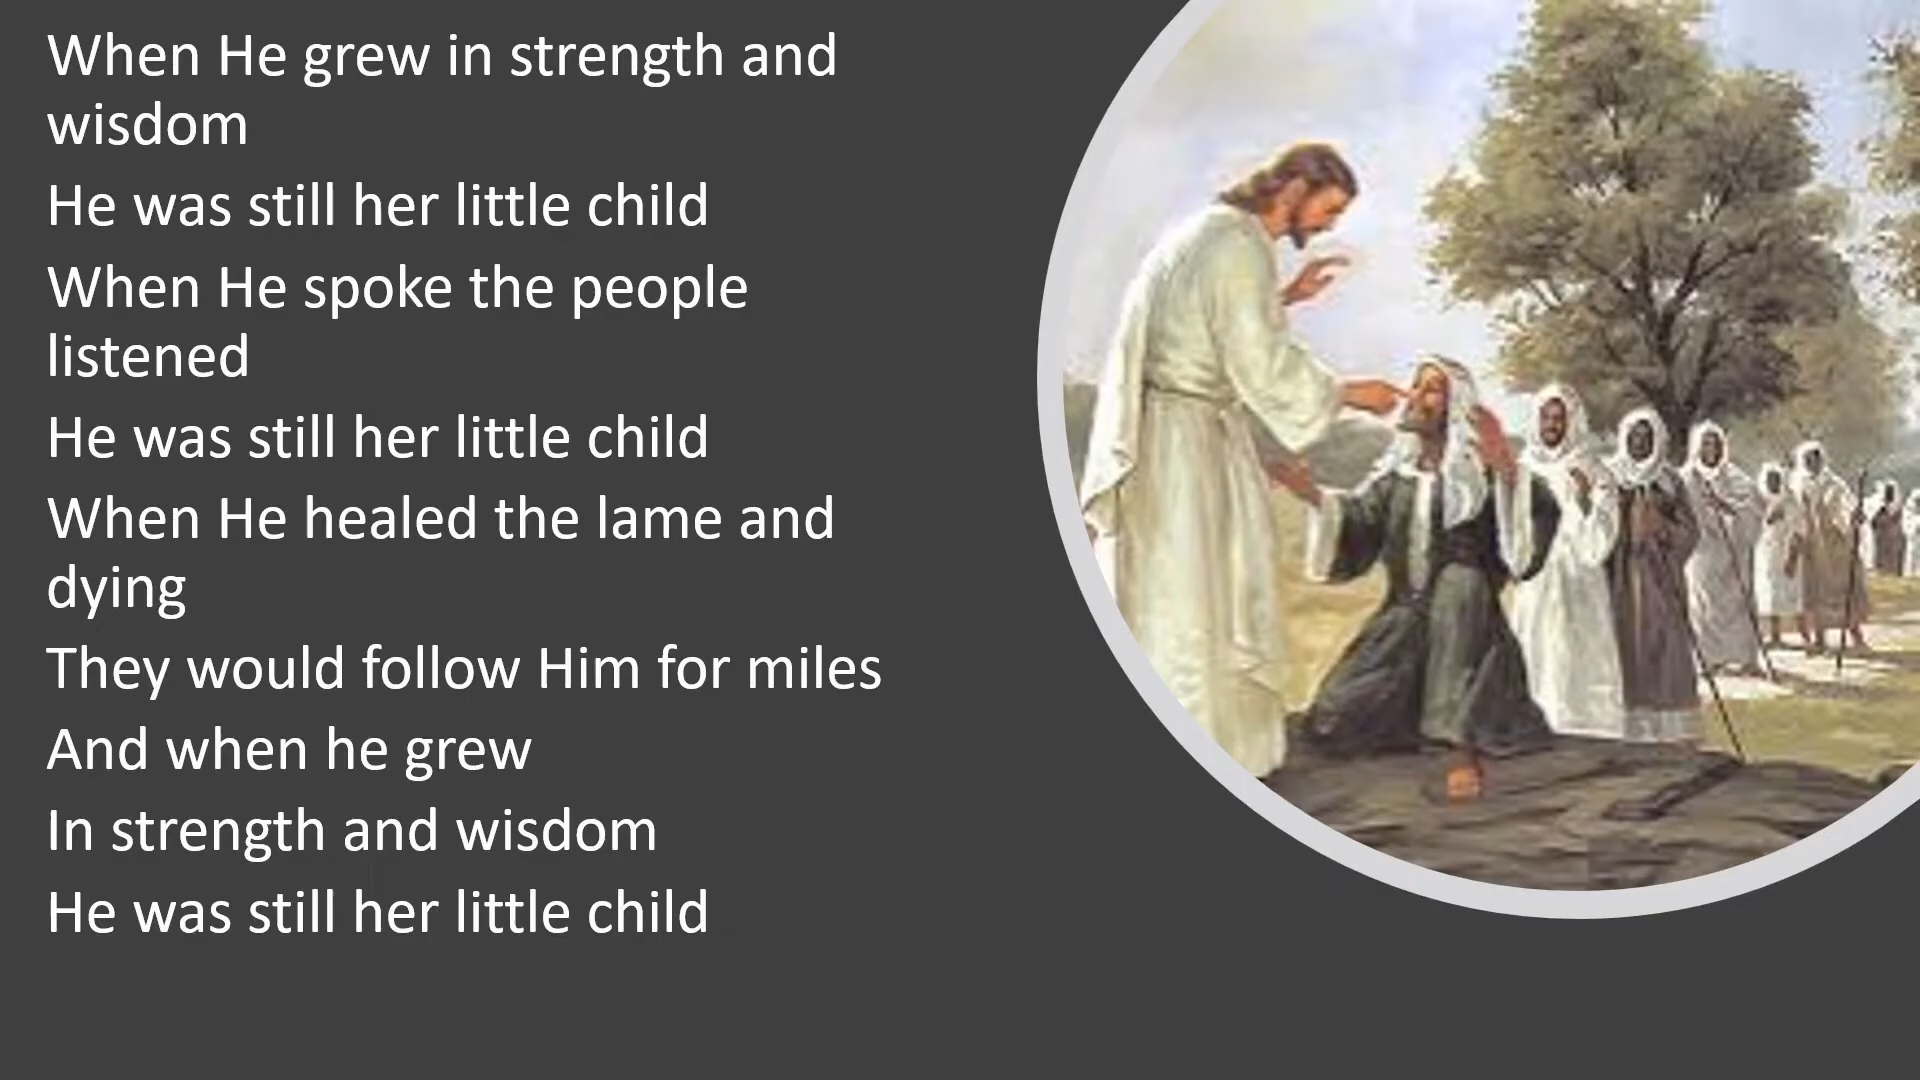 When He grew in strength and
wisdom
He was still her little child
When He spoke the people
listened
He was still her little child
When He healed the lame and
dying
They would follow Him for miles
And when he grew
In strength and wisdom
He was still her little child